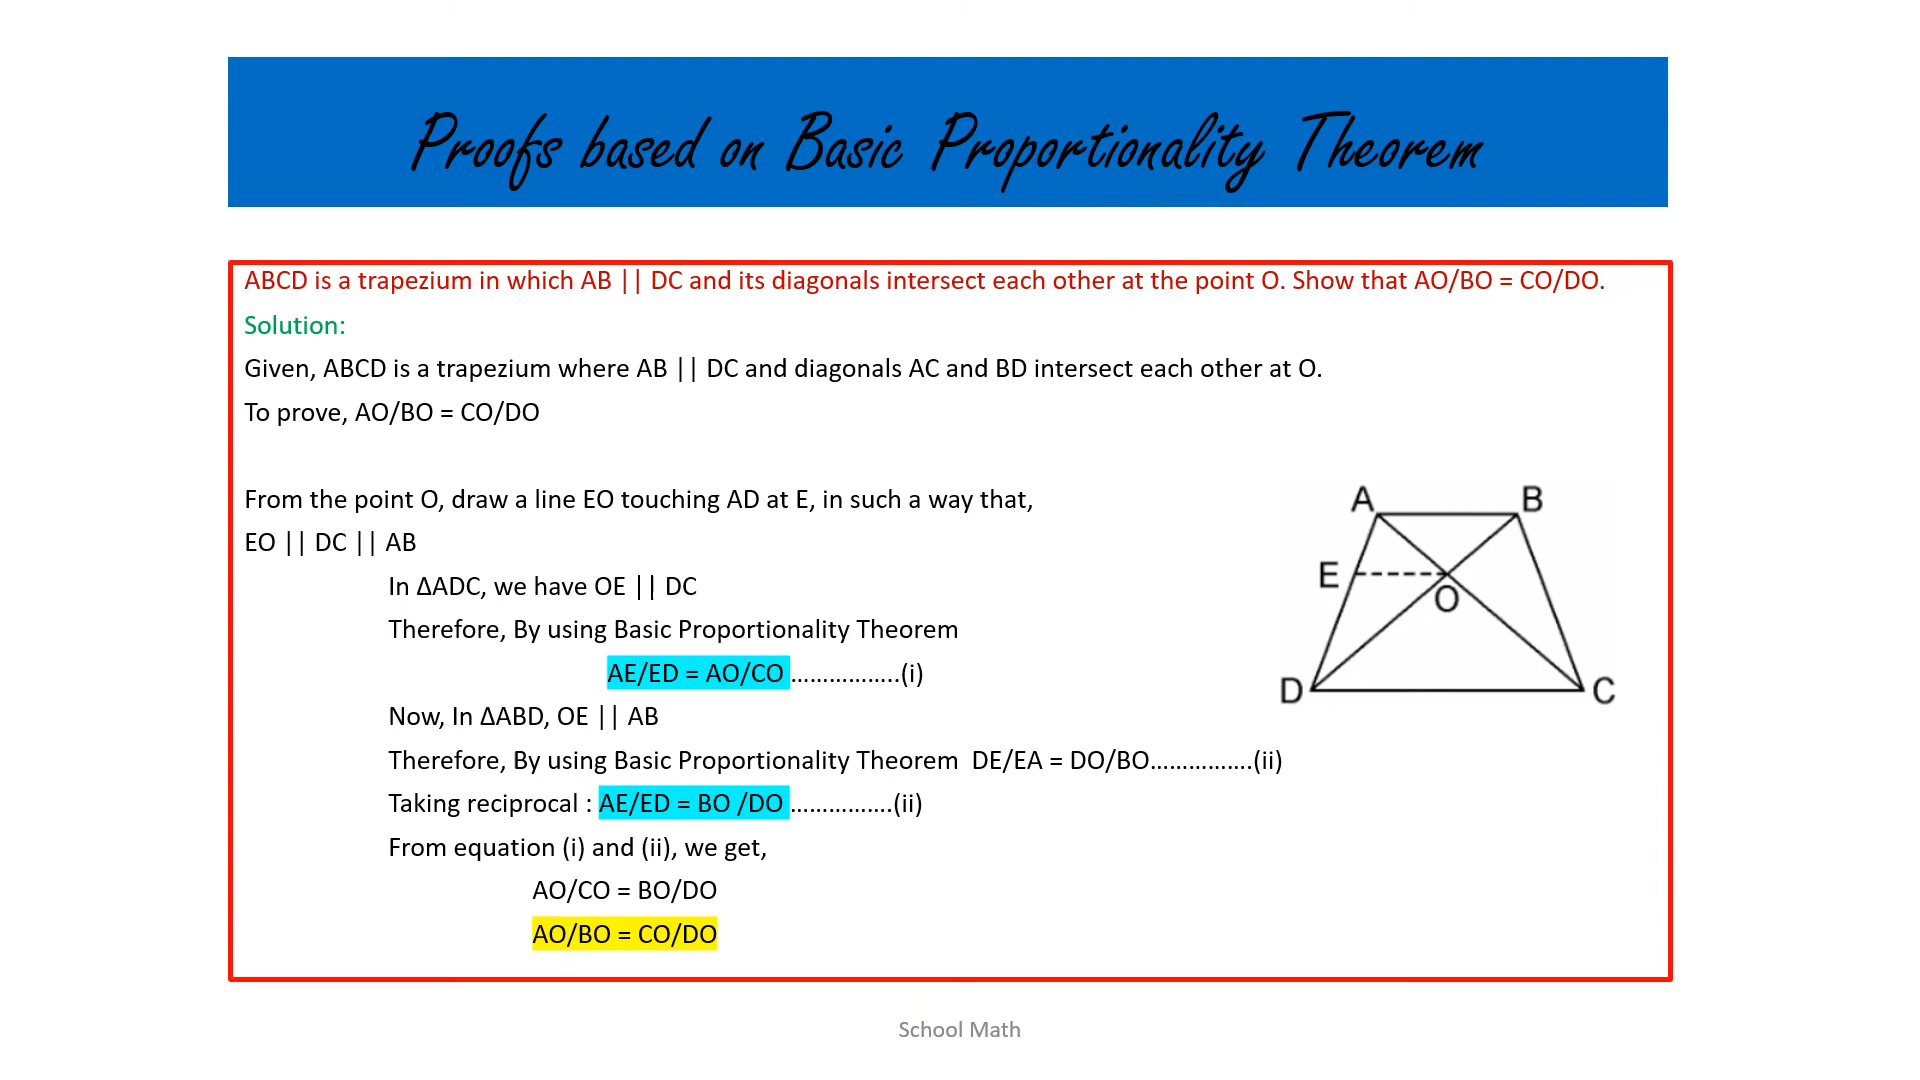 Proofs based on Basic Proportionality Theorem
ABCD is a trapezium in which AB || DC and its diagonals intersect each other at the point O. Show that AO/BO = CO/DO.
Solution:
Given, ABCD is a trapezium where AB || DC and diagonals AC and BD intersect each other at O.
To prove, AO/BO = CO/DO
From the point O, draw a line EO touching AD at E, in such a way that,
EO || DC || AB
In ΔADC, we have OE || DC
Therefore, By using Basic Proportionality Theorem
AE/ED = AO/CO ……………..(i)
Now, In ΔABD, OE || AB
Therefore, By using Basic Proportionality Theorem  DE/EA = DO/BO…………….(ii)
Taking reciprocal : AE/ED = BO /DO …………….(ii)
From equation (i) and (ii), we get,
AO/CO = BO/DO
AO/BO = CO/DO
A B
E
O
D C
School Math